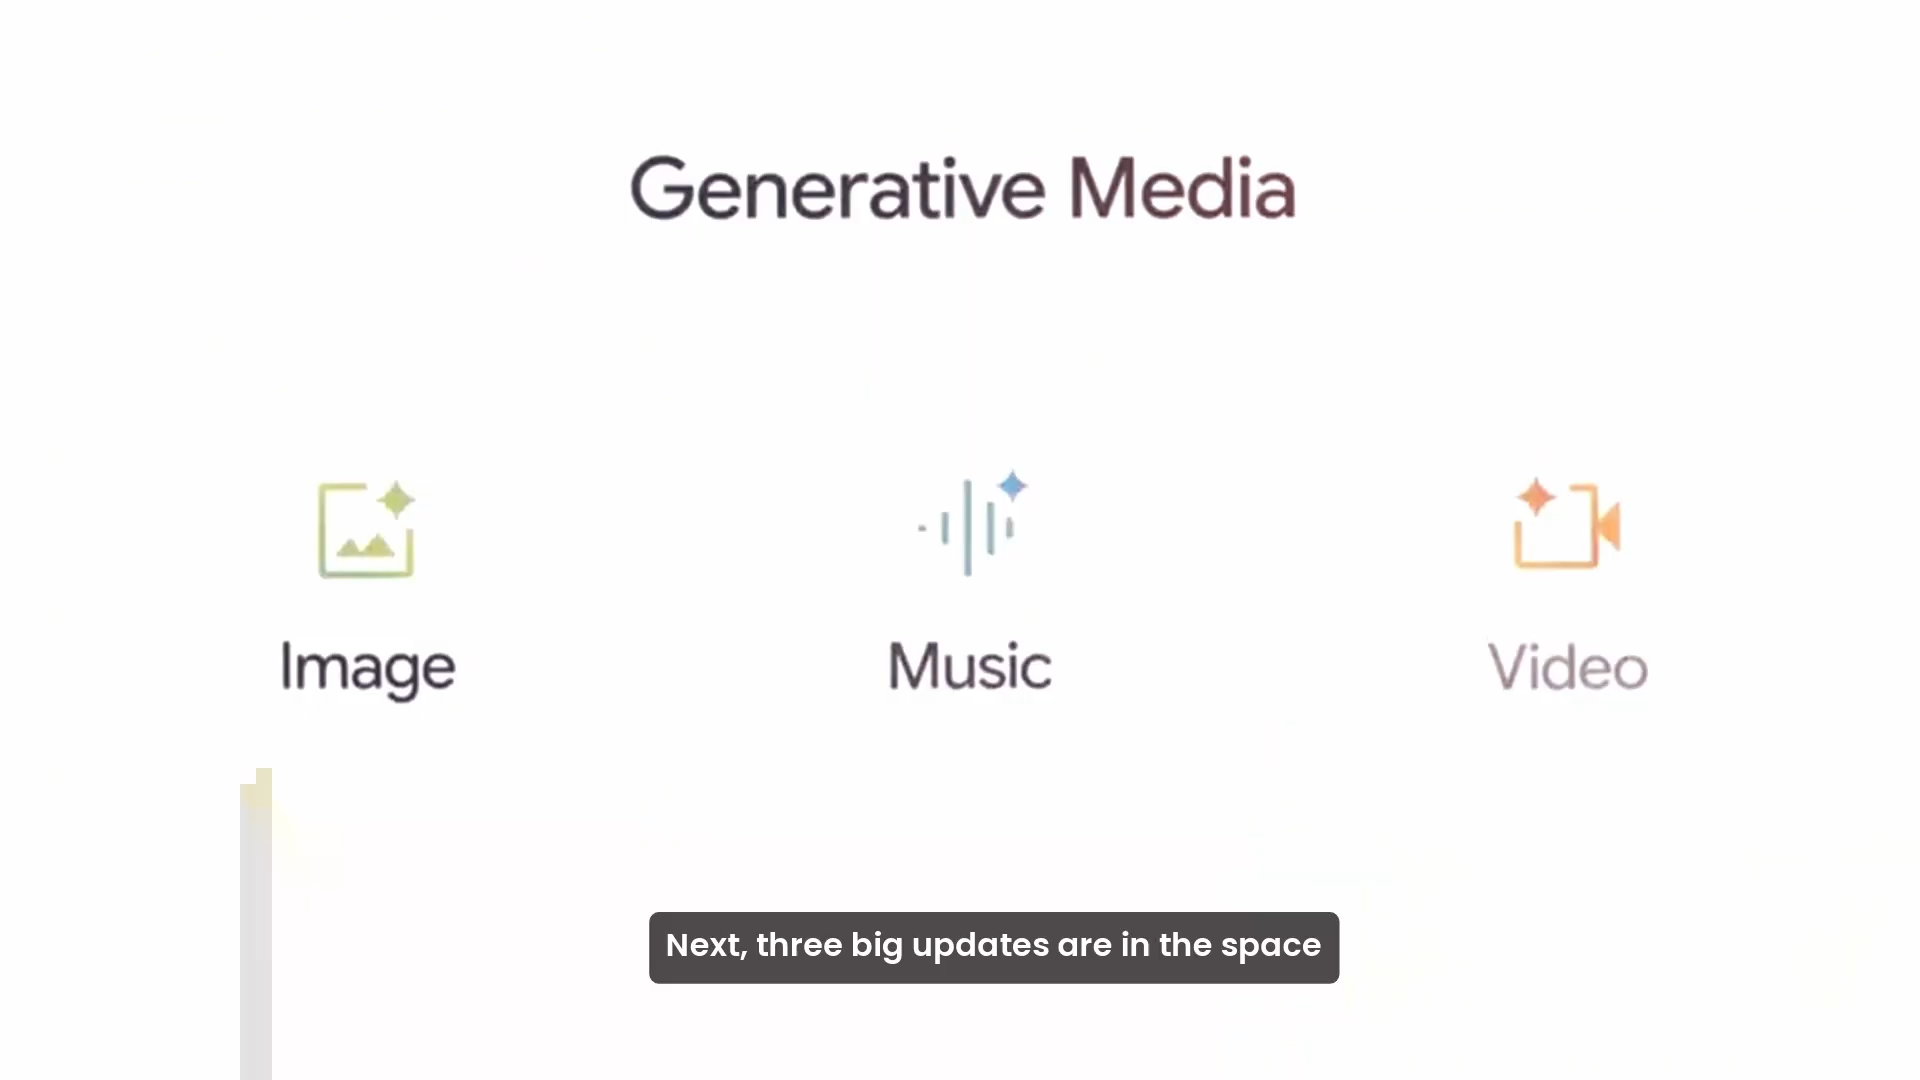 Generative Media
Image
Music
Video
Next, three big updates are in the space